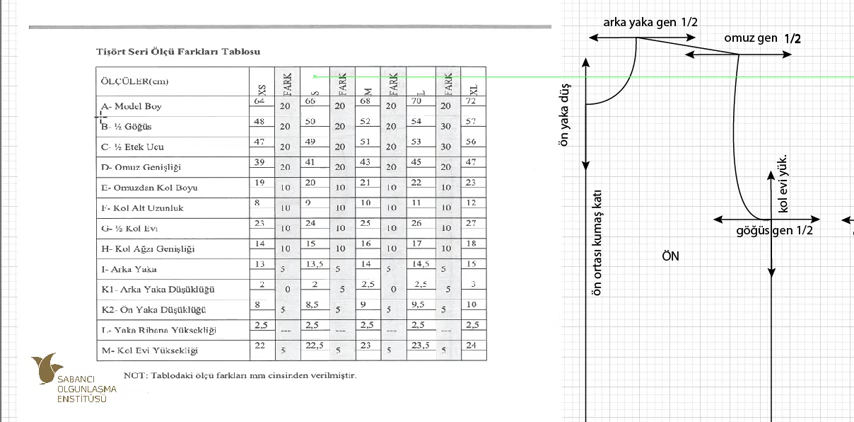 Tişört Seri Ölçü Farkları Tablosu
ÖLÇÜLER(cm) XS FARK S FARK M FARK L FARK XL
A- Model Boy 64 20 66 20 68 20 70 20 72
B- ½ Göğüs 48 20 50 20 52 20 54 30 57
C- ½ Etek Ucu 47 20 49 20 51 20 53 30 56
D- Omuz Genişliği 39 20 41 20 43 20 45 20 47
E- Omuzdan Kol Boyu 19 10 20 10 21 10 22 10 23
F- Kol Alt Uzunluk 8 10 9 10 10 10 11 10 12
G- ½ Kol Evi 23 10 24 10 25 10 26 10 27
H- Kol Ağzı Genişliği 14 10 15 10 16 10 17 10 18
I- Arka Yaka 13 5 13,5 5 14 5 14,5 5 15
K1- Arka Yaka Düşüklüğü 2 0 2 5 2,5 0 2,5 5 3
K2- Ön Yaka Düşüklüğü 8 5 8,5 5 9 5 9,5 5 10
L- Yaka Ribana Yüksekliği 2,5 --- 2,5 --- 2,5 --- 2,5 --- 2,5
M- Kol Evi Yüksekliği 22 5 22,5 5 23 5 23,5 5 24
NOT: Tablodaki ölçü farkları mm cinsinden verilmiştir.
SABANCI
OLGUNLAŞMA
ENSTİTÜSÜ
arka yaka gen 1/2
omuz gen 1/2
ön yaka düş
kol evi yük.
göğüs gen 1/2
ön ortası kumaş katı
ÖN